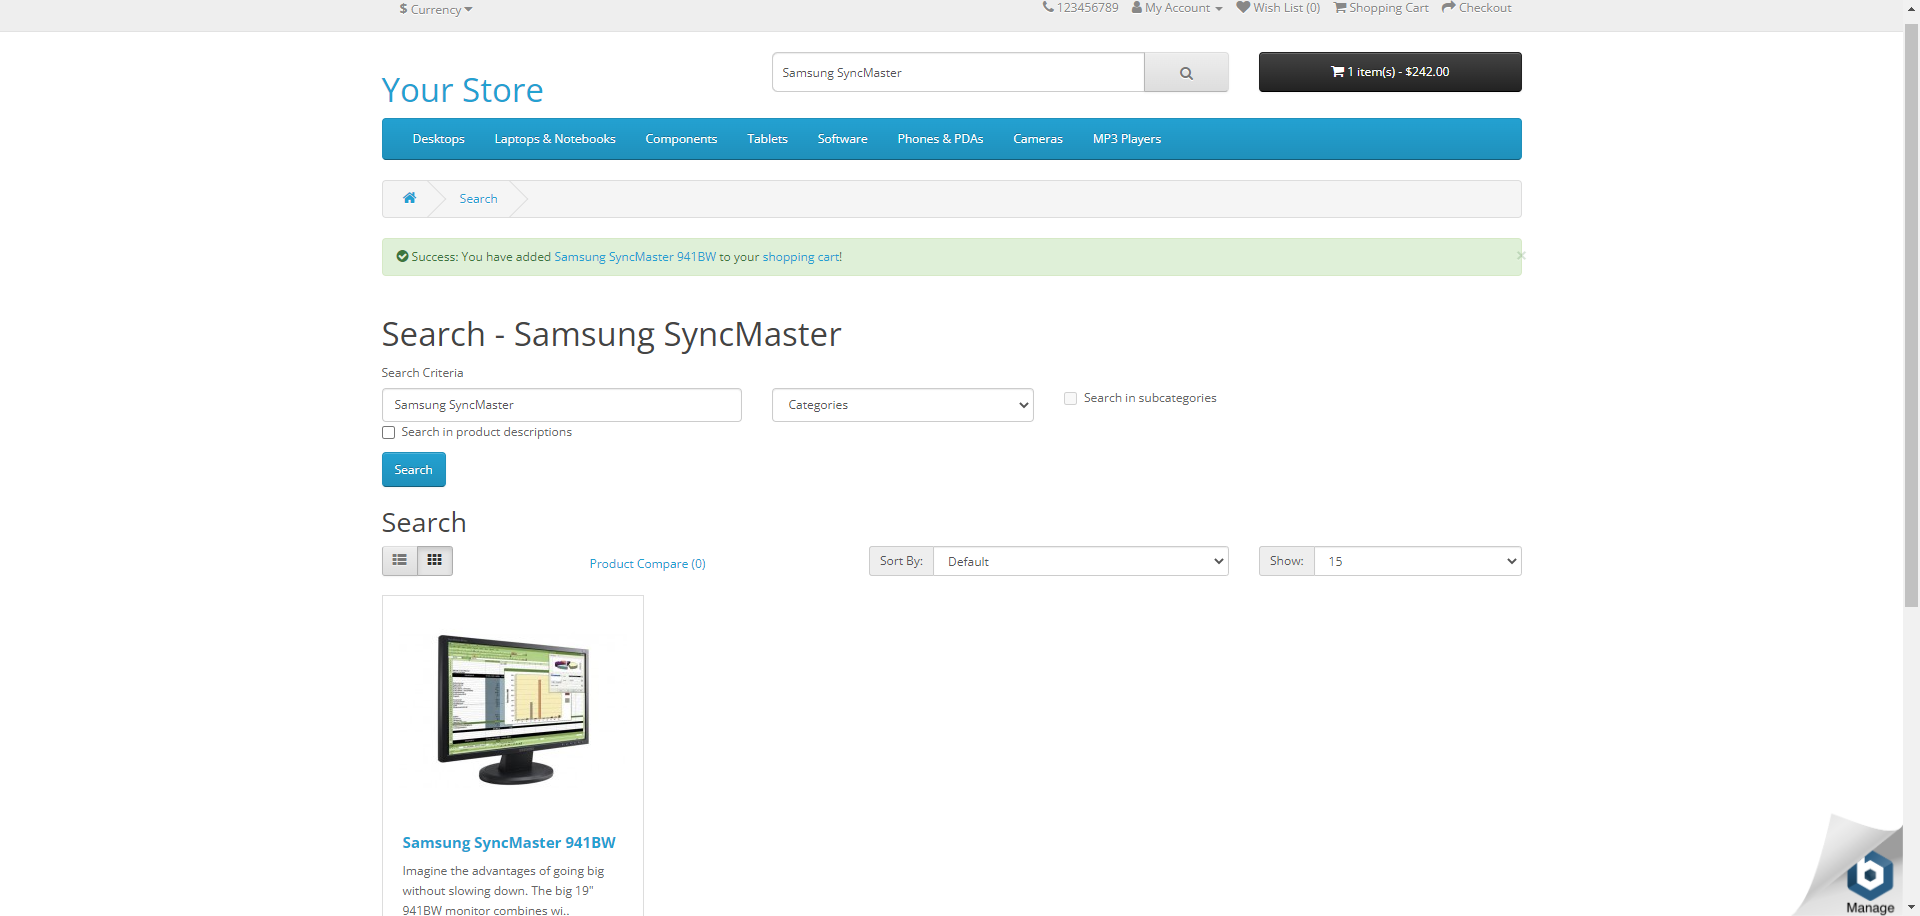 $ Currency
123456789 My Account Wish List (0) Shopping Cart Checkout
Your Store
Samsung SyncMaster
1 item(s) - $242.00
Desktops Laptops & Notebooks Components Tablets Software Phones & PDAs Cameras MP3 Players
Search
Success: You have added Samsung SyncMaster 941BW to your shopping cart!
×
Search - Samsung SyncMaster
Search Criteria
Samsung SyncMaster
Categories
Search in subcategories
Search in product descriptions
Search
Search
Product Compare (0)
Sort By: Default
Show: 15
Samsung SyncMaster 941BW
Imagine the advantages of going big
without slowing down. The big 19"
941BW monitor combines wi..
Manage